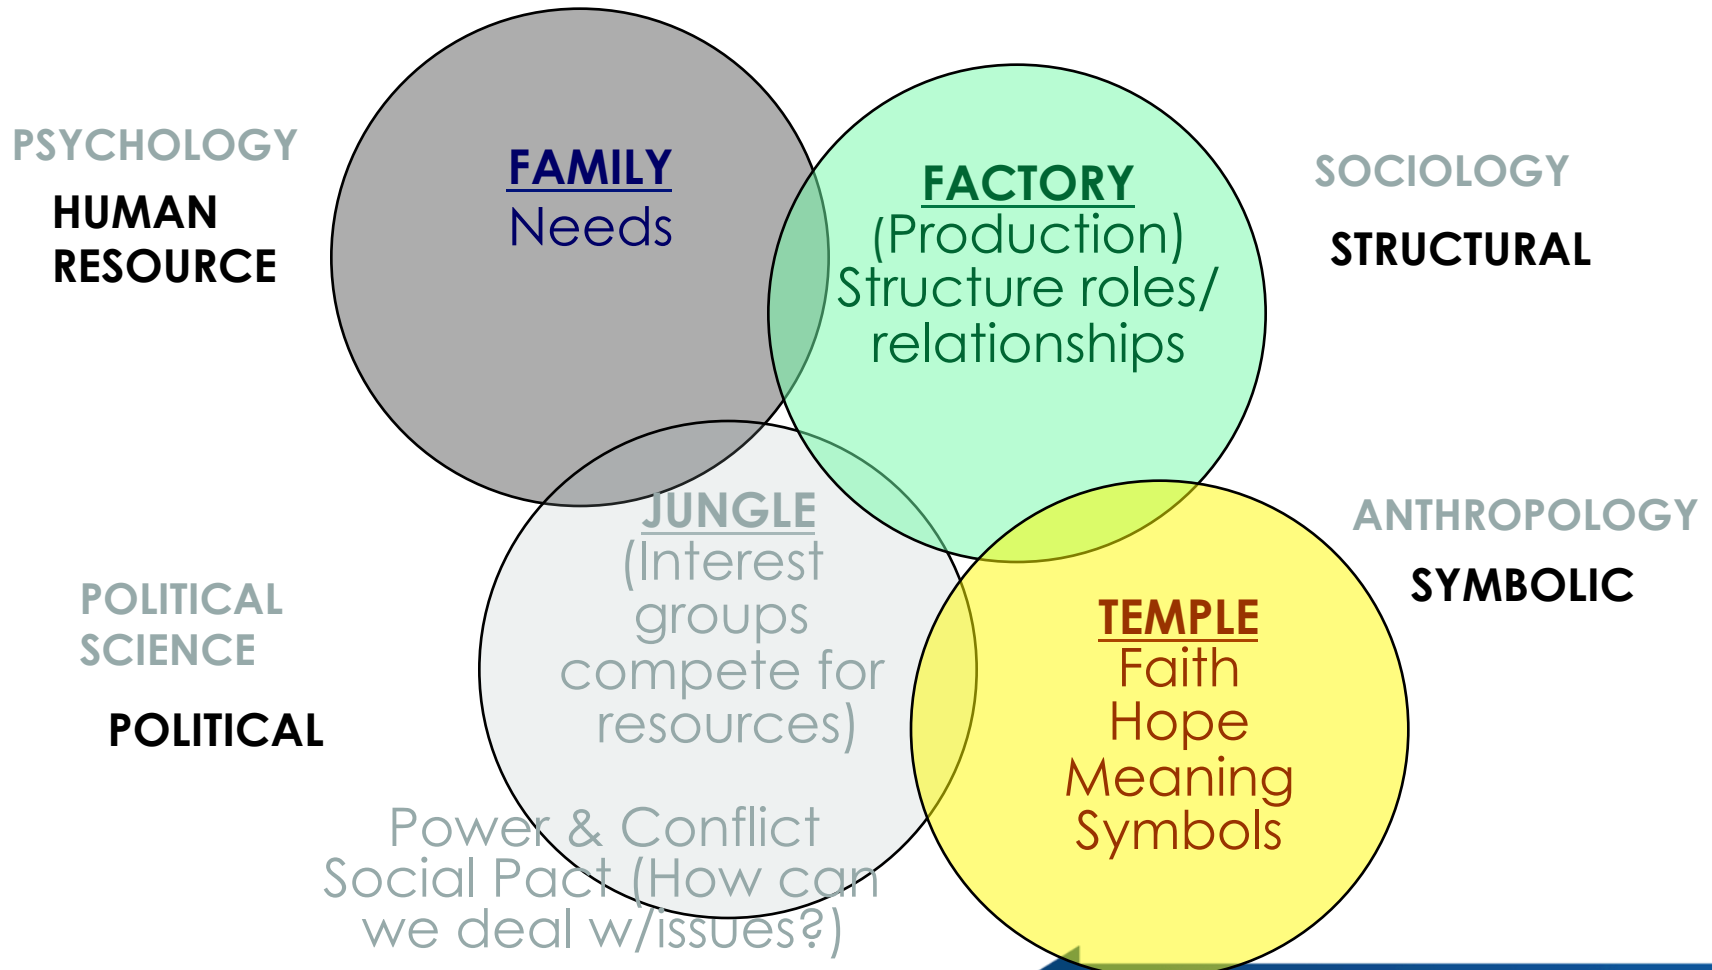 PSYCHOLOGY
HUMAN
RESOURCE
FAMILY
Needs
FACTORY
(Production)
Structure roles/
relationships
SOCIOLOGY
STRUCTURAL
POLITICAL
SCIENCE
POLITICAL
JUNGLE
(Interest
groups
compete for
resources)
Power & Conflict
Social Pact (How can
we deal w/issues?)
TEMPLE
Faith
Hope
Meaning
Symbols
ANTHROPOLOGY
SYMBOLIC